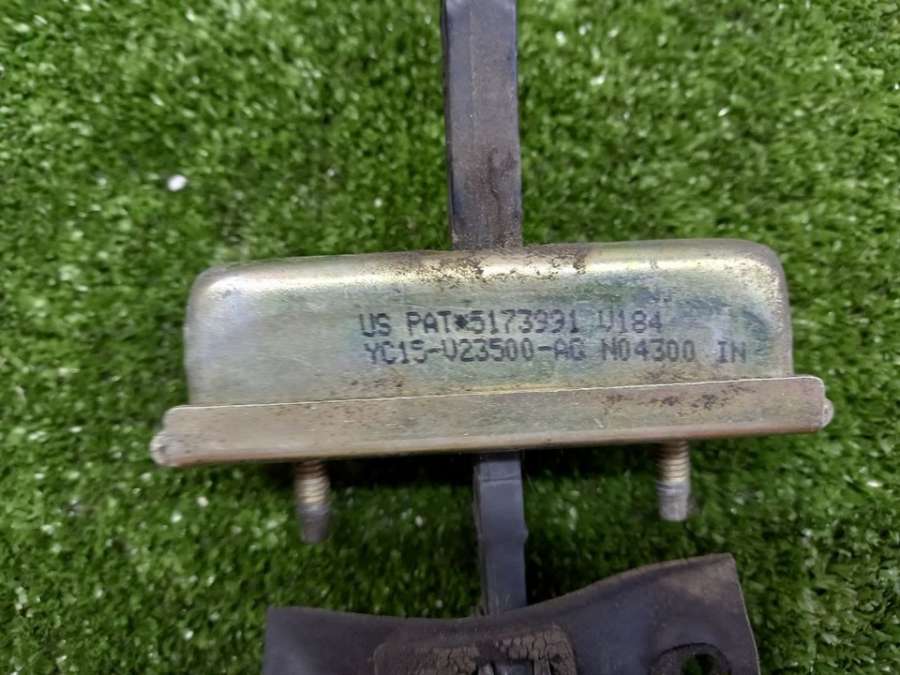 US PAT*5173991 V184
YC15-V23500-AG N04300 IN